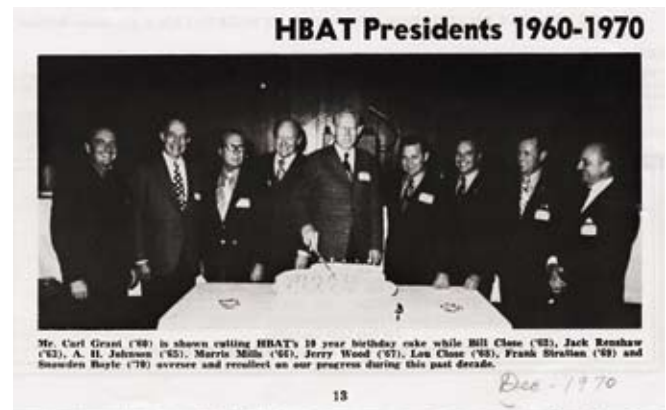 HBAT Presidents 1960-1970
Mr. Carl Grant ('60) is shown cutting HBAT's 10 year birthday cake while Bill Close ('62), Jack Renshaw
('63), A. H. Johnson ('65), Morris Mills ('66), Jerry Wood ('67), Lou Close ('68), Frank Stratton ('69) and
Snowden Boyle ('70) oversee and recollect on our progress during this past decade.
Dec - 1970
13